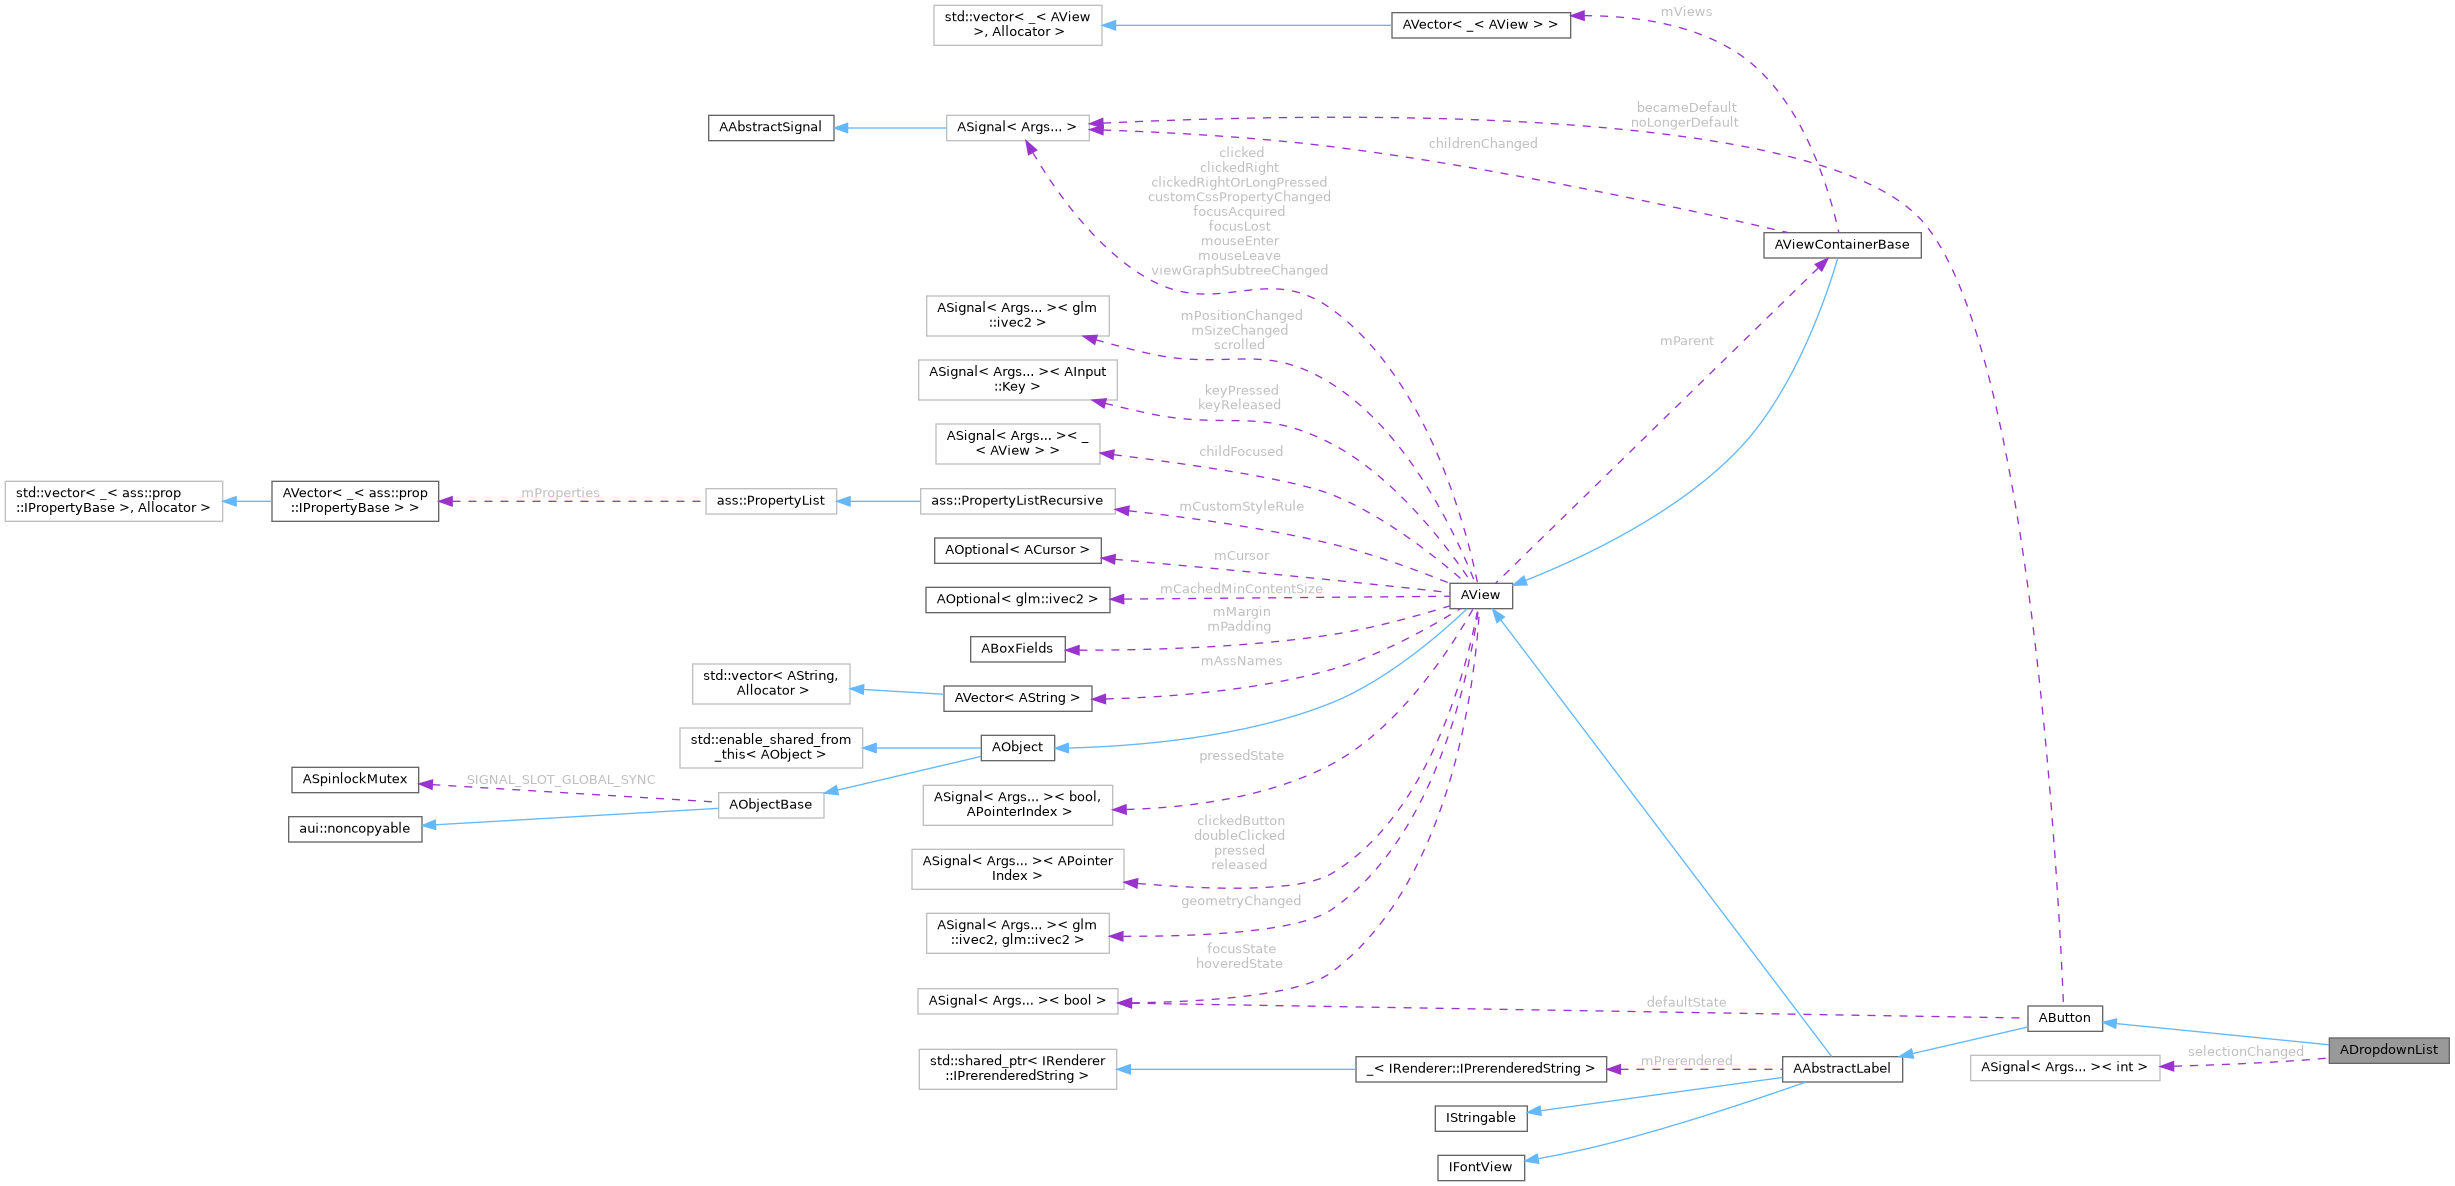 std::vector< _< AView
>, Allocator >
AVector< _< AView > >
mViews
becameDefault
noLongerDefault
AAbstractSignal
ASignal< Args... >
childrenChanged
clicked
clickedRight
clickedRightOrLongPressed
customCssPropertyChanged
focusAcquired
focusLost
mouseEnter
mouseLeave
viewGraphSubtreeChanged
AViewContainerBase
ASignal< Args... >< glm
::ivec2 >
mPositionChanged
mSizeChanged
scrolled
mParent
ASignal< Args... >< AInput
::Key >
keyPressed
keyReleased
ASignal< Args... >< _
< AView > >
childFocused
std::vector< _< ass::prop
::IPropertyBase >, Allocator >
AVector< _< ass::prop
::IPropertyBase > >
mProperties
ass::PropertyList
ass::PropertyListRecursive
mCustomStyleRule
AOptional< ACursor >
mCursor
AOptional< glm::ivec2 >
mCachedMinContentSize
AView
mMargin
mPadding
ABoxFields
std::vector< AString,
Allocator >
AVector< AString >
mAssNames
std::enable_shared_from
_this< AObject >
AObject
pressedState
ASpinlockMutex
SIGNAL_SLOT_GLOBAL_SYNC
AObjectBase
aui::noncopyable
ASignal< Args... >< bool,
APointerIndex >
clickedButton
doubleClicked
pressed
released
ASignal< Args... >< APointer
Index >
geometryChanged
ASignal< Args... >< glm
::ivec2, glm::ivec2 >
focusState
hoveredState
ASignal< Args... >< bool >
defaultState
AButton
ADropdownList
selectionChanged
ASignal< Args... >< int >
std::shared_ptr< IRenderer
::IPrerenderedString >
_< IRenderer::IPrerenderedString >
mPrerendered
AAbstractLabel
IStringable
IFontView